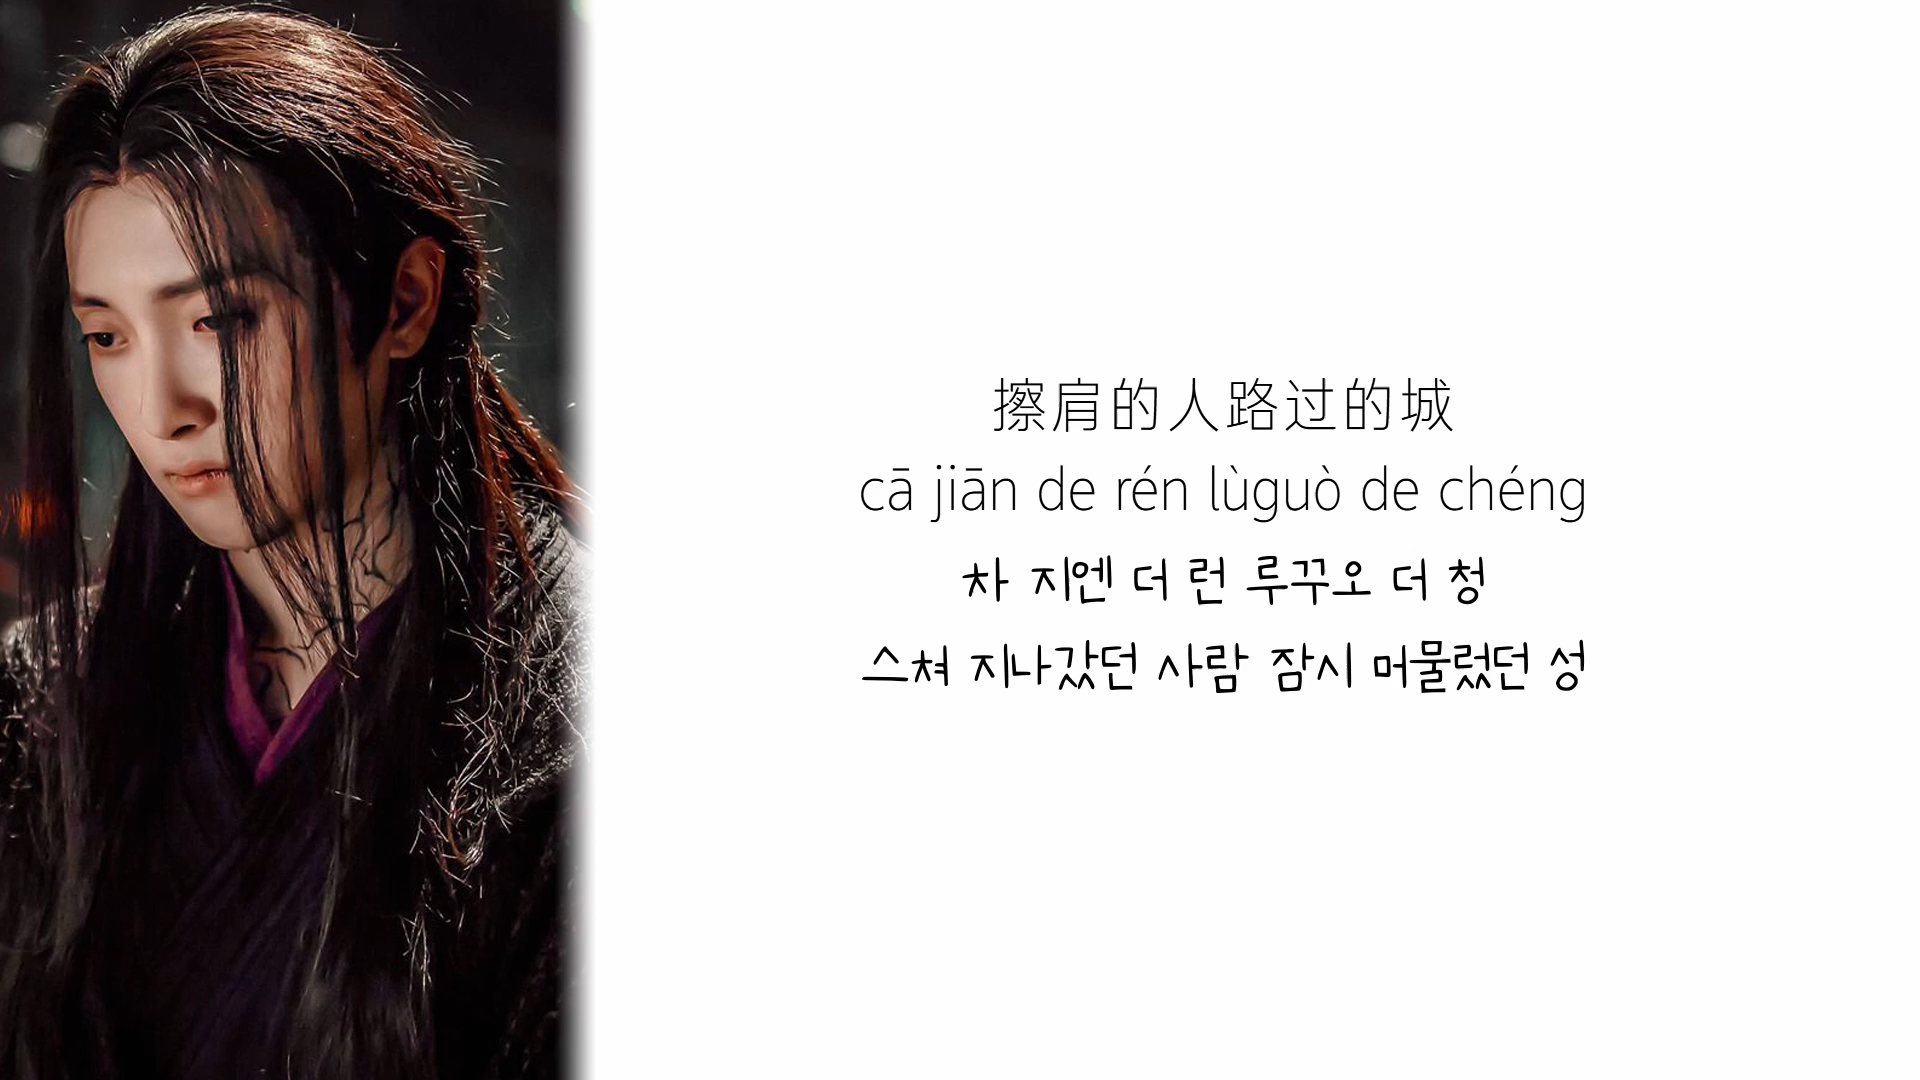 擦肩的人路过的城
cā jiān de rén lùguò de chéng
차 지엔 더 런 루꾸오 더 청
스쳐 지나갔던 사람 잠시 머물렀던 성